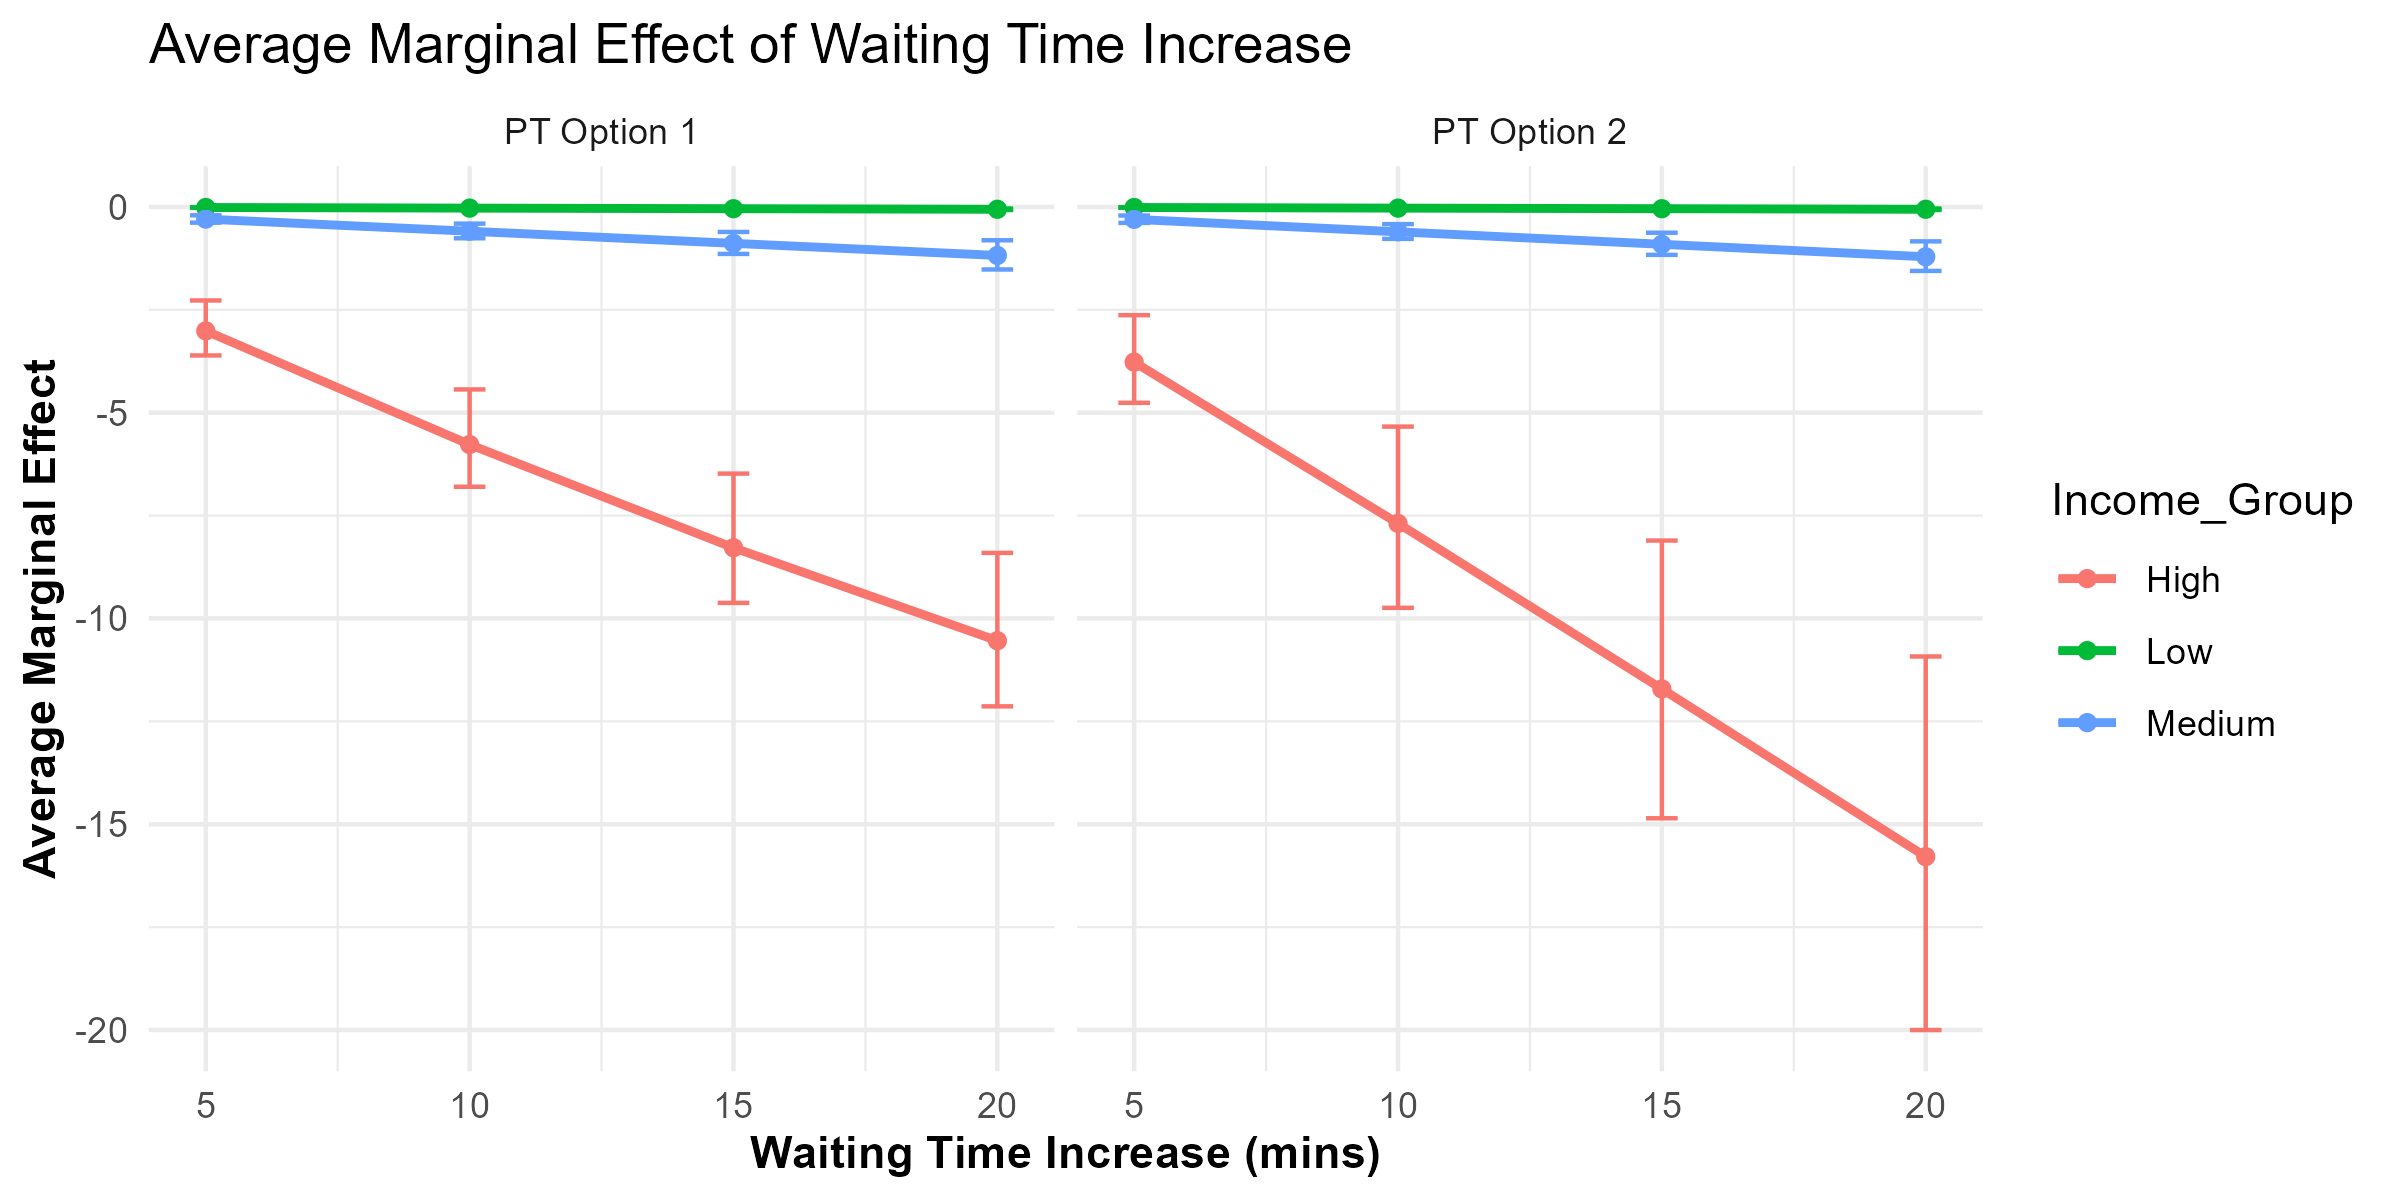 Average Marginal Effect of Waiting Time Increase
PT Option 1
PT Option 2
0
-5
-10
-15
-20
Average Marginal Effect
5
10
15
20
5
10
15
20
Waiting Time Increase (mins)
Income_Group
High
Low
Medium